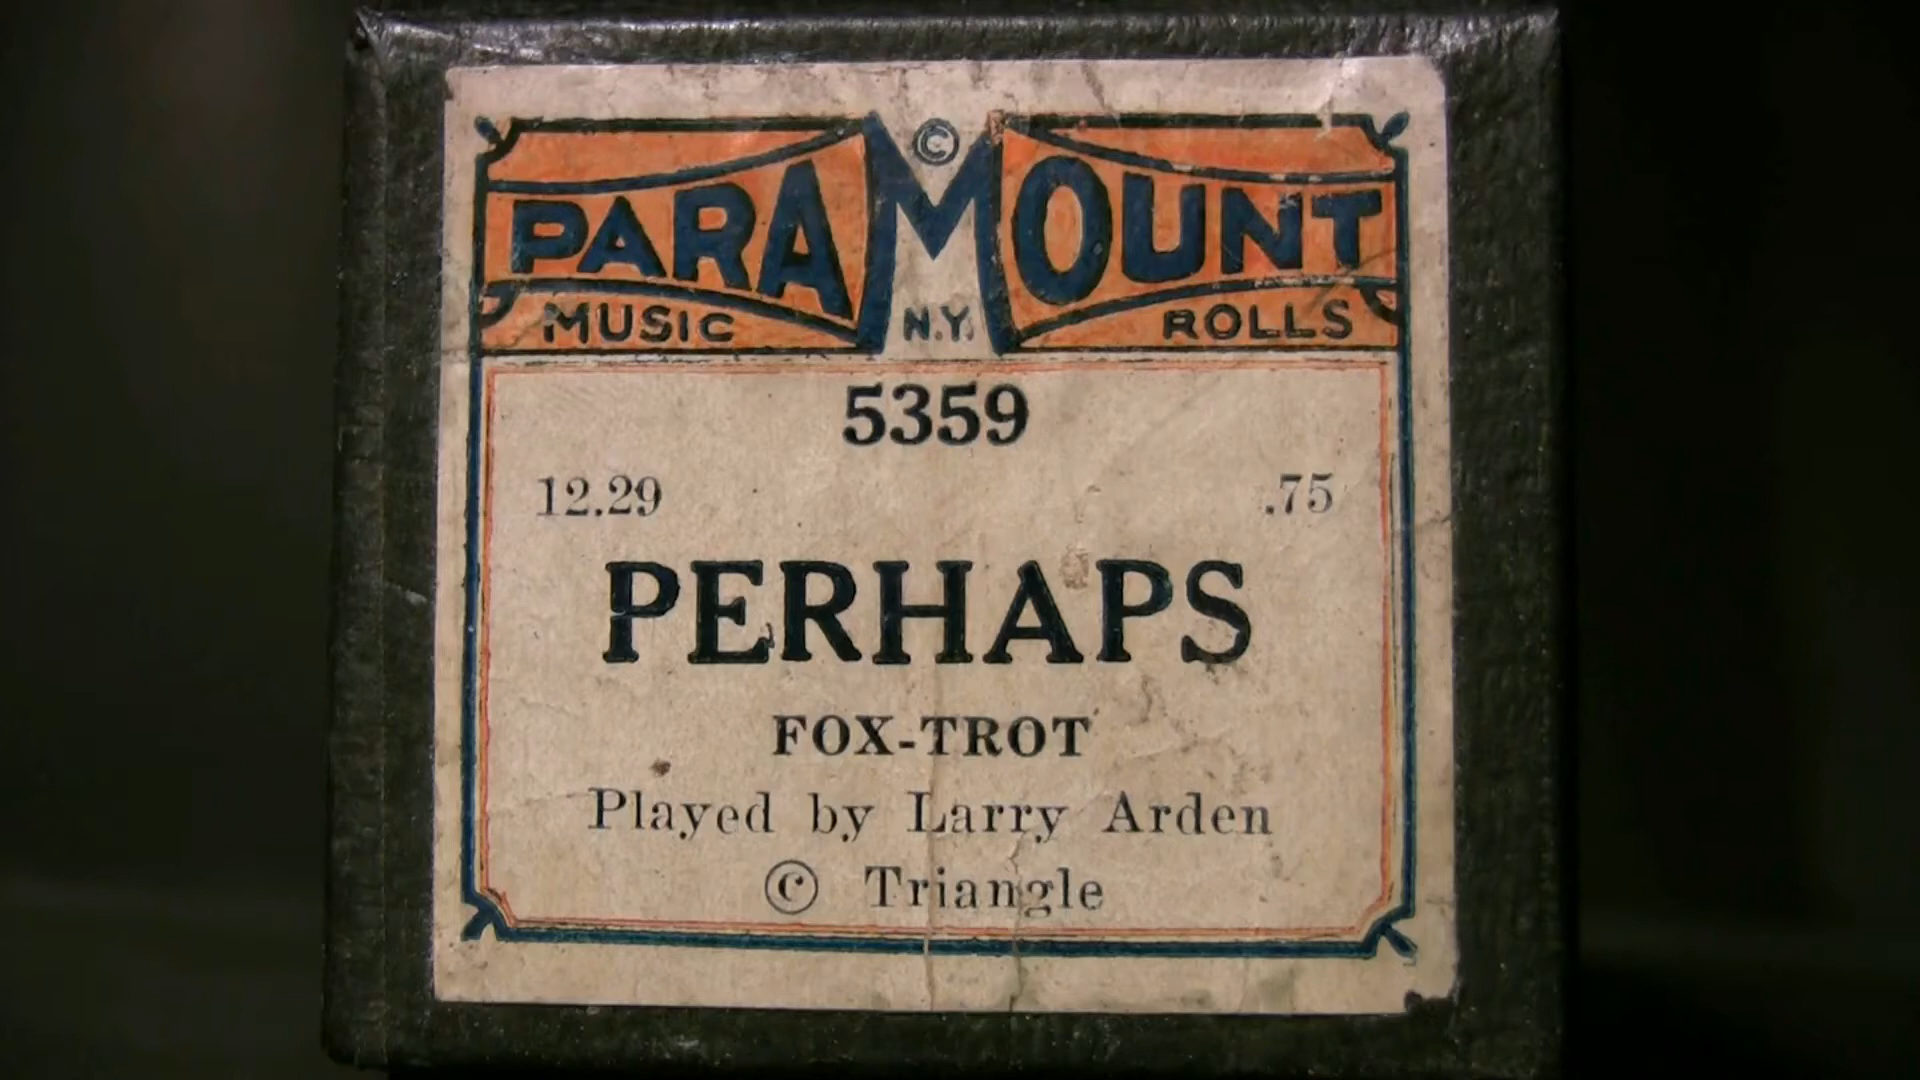 ©
PARAMOUNT
MUSIC N.Y. ROLLS
5359
12.29 .75
PERHAPS
FOX-TROT
Played by Larry Arden
© Triangle